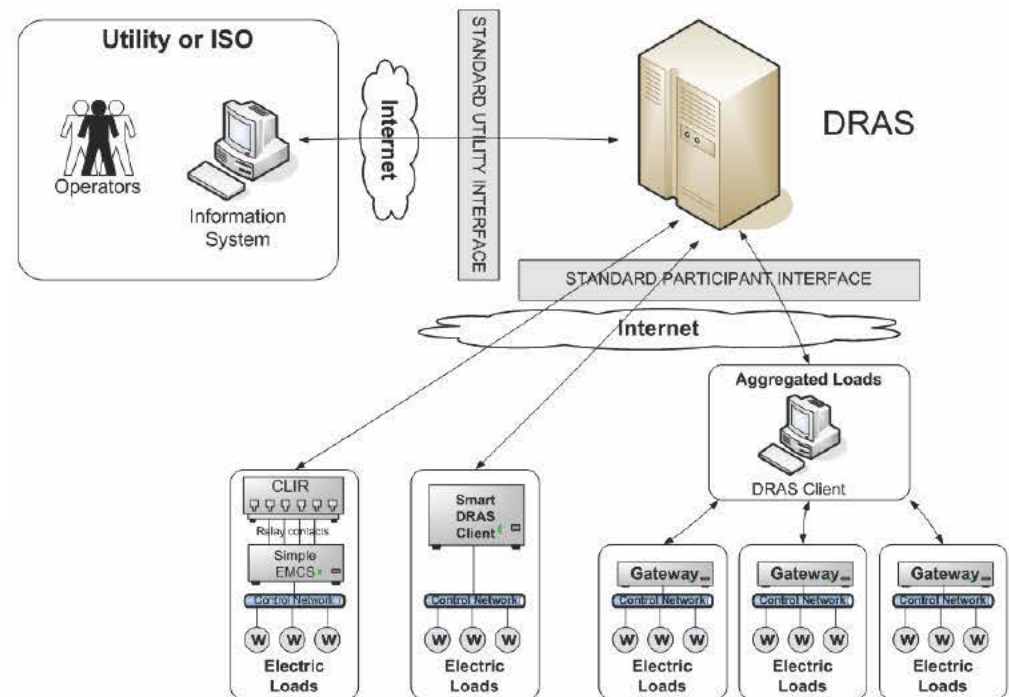 Utility or ISO
Operators
Information
System
Internet
STANDARD UTILITY INTERFACE
DRAS
STANDARD PARTICIPANT INTERFACE
Internet
Aggregated Loads
DRAS Client
CLIR
Relay contacts
Simple
EMCS
Control Network
W W W
Electric
Loads
Smart
DRAS
Client
Control Network
W W W
Electric
Loads
Gateway
Control Network
W W W
Electric
Loads
Gateway
Control Network
W W W
Electric
Loads
Gateway
Control Network
W W W
Electric
Loads